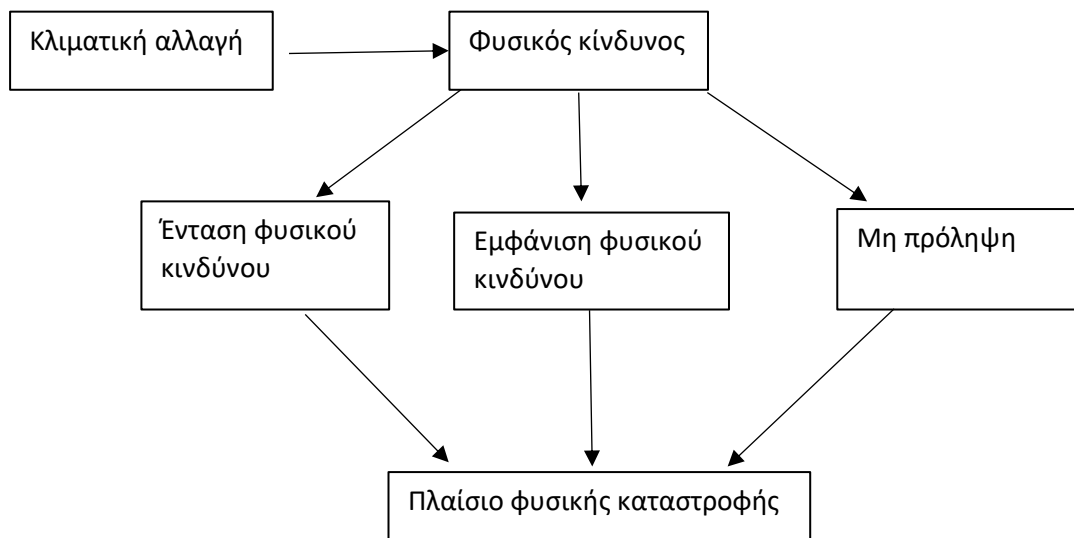 Κλιματική αλλαγή
Φυσικός κίνδυνος
Ένταση φυσικού
κινδύνου
Εμφάνιση φυσικού
κινδύνου
Μη πρόληψη
Πλαίσιο φυσικής καταστροφής